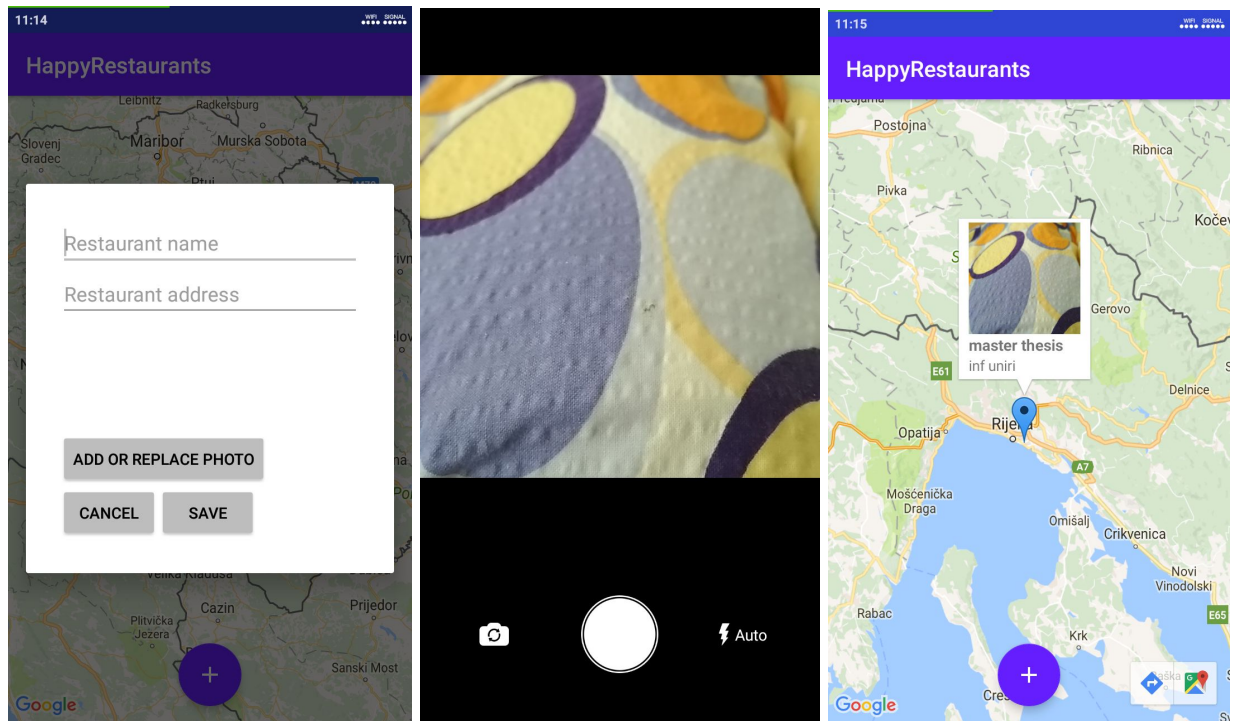 11:14
WIFI SIGNAL
HappyRestaurants
Leibnitz
Radkersburg
Slovenj
Gradec
Maribor
Murska Sobota
Ptuj
Restaurant name
Restaurant address
ADD OR REPLACE PHOTO
CANCEL
SAVE
Velika Kladuša
Cazin
Prijedor
Plitvička
Jezera
Sanski Most
+
Google
Auto
11:15
WIFI SIGNAL
HappyRestaurants
Postojna
Ribnica
Pivka
Kočev
Gerovo
master thesis
inf uniri
E61
Delnice
Opatija
Rijeka
A7
Mošćenička
Draga
Omišalj
Crikvenica
Novi
Vinodolski
Rabac
E65
Krk
+
Cres
Google